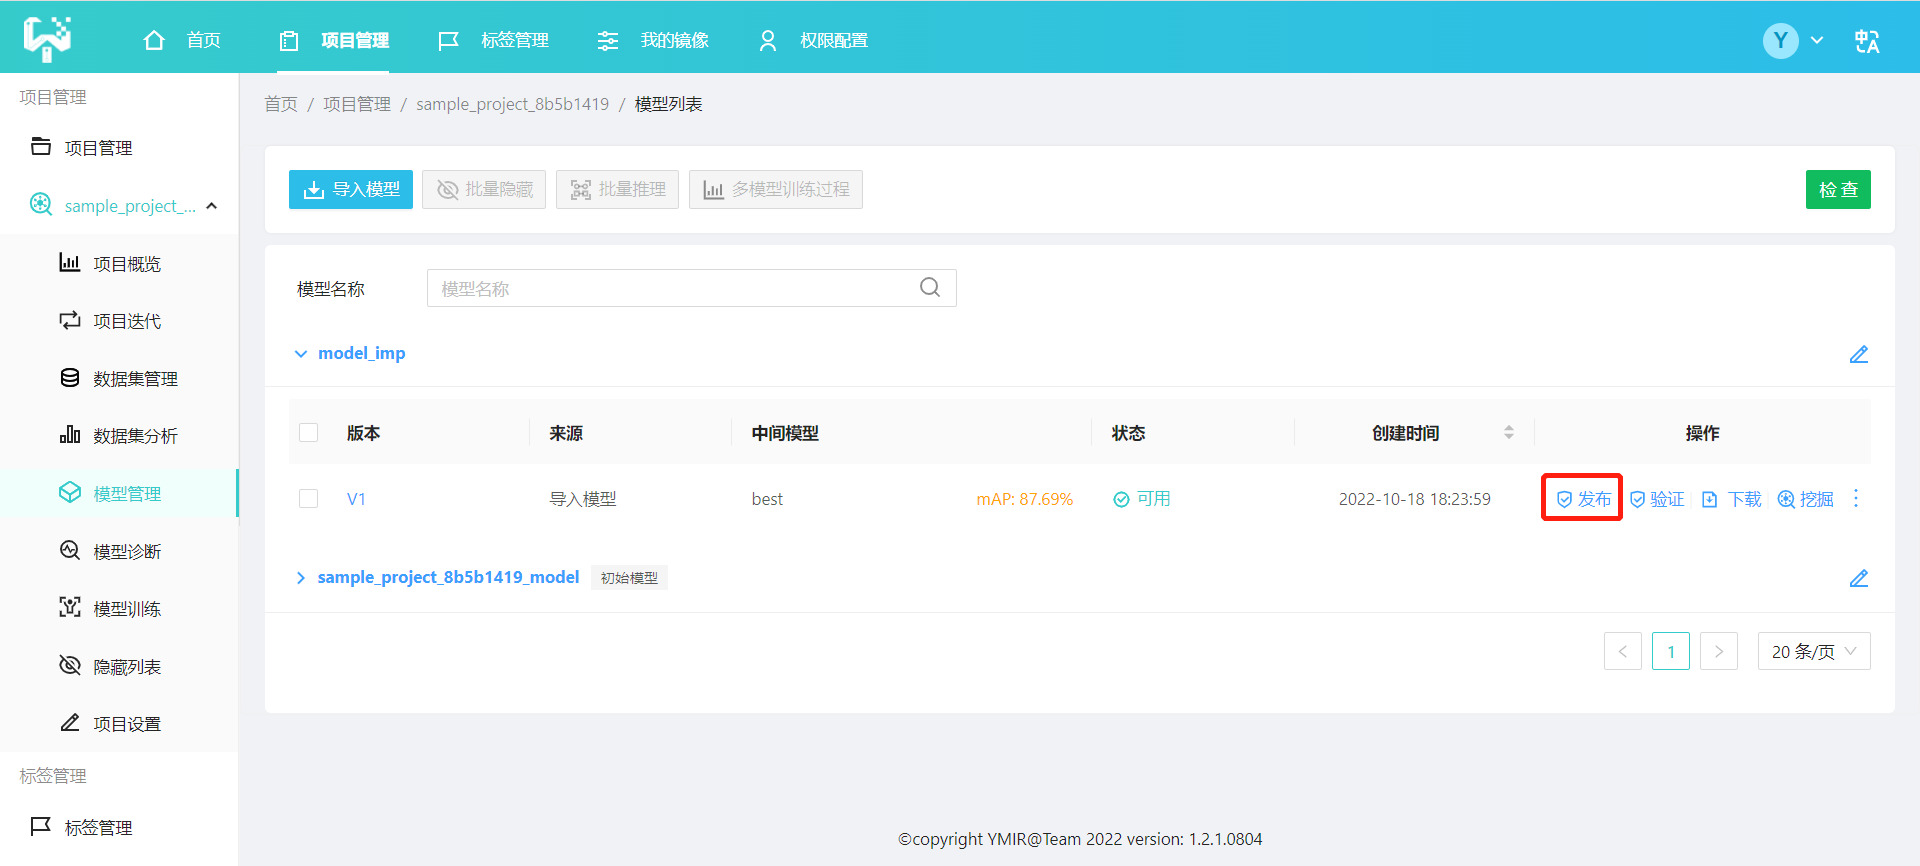 首页
项目管理
标签管理
我的镜像
权限配置
Y
项目管理
项目管理
sample_project_...
项目概览
项目迭代
数据集管理
数据集分析
模型管理
模型诊断
模型训练
隐藏列表
项目设置
标签管理
标签管理
首页 / 项目管理 / sample_project_8b5b1419 / 模型列表
导入模型
批量隐藏
批量推理
多模型训练过程
检 查
模型名称
模型名称
model_imp
版本 来源 中间模型 状态 创建时间 操作
V1 导入模型 best mAP: 87.69% 可用 2022-10-18 18:23:59 发布 验证 下载 挖掘
sample_project_8b5b1419_model 初始模型
< 1 > 20 条/页
©copyright YMIR@Team 2022 version: 1.2.1.0804